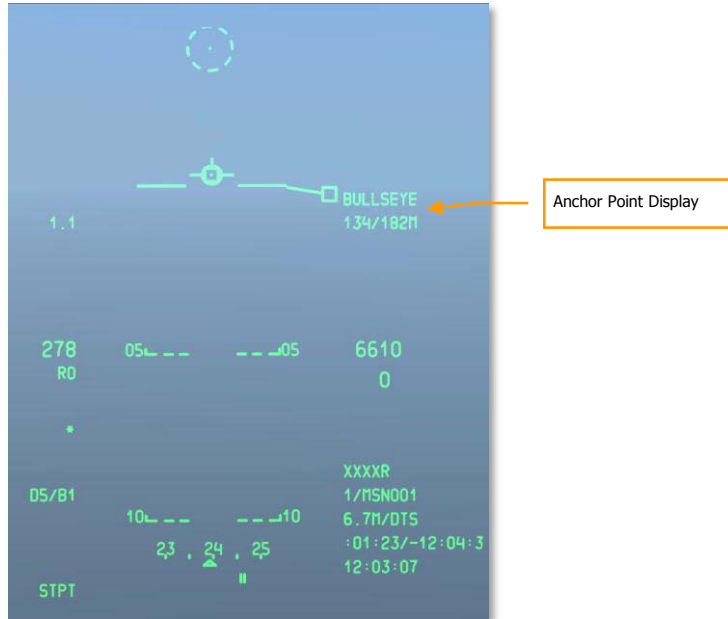 BULLSEYE
134/182M
Anchor Point Display
1.1
278
05
05
6610
R0
0
*
XXXXR
D5/B1
1/MSN001
10
10
6.7M/DTS
23 . 24 . 25
:01:23/-12:04:3
12:03:07
STPT